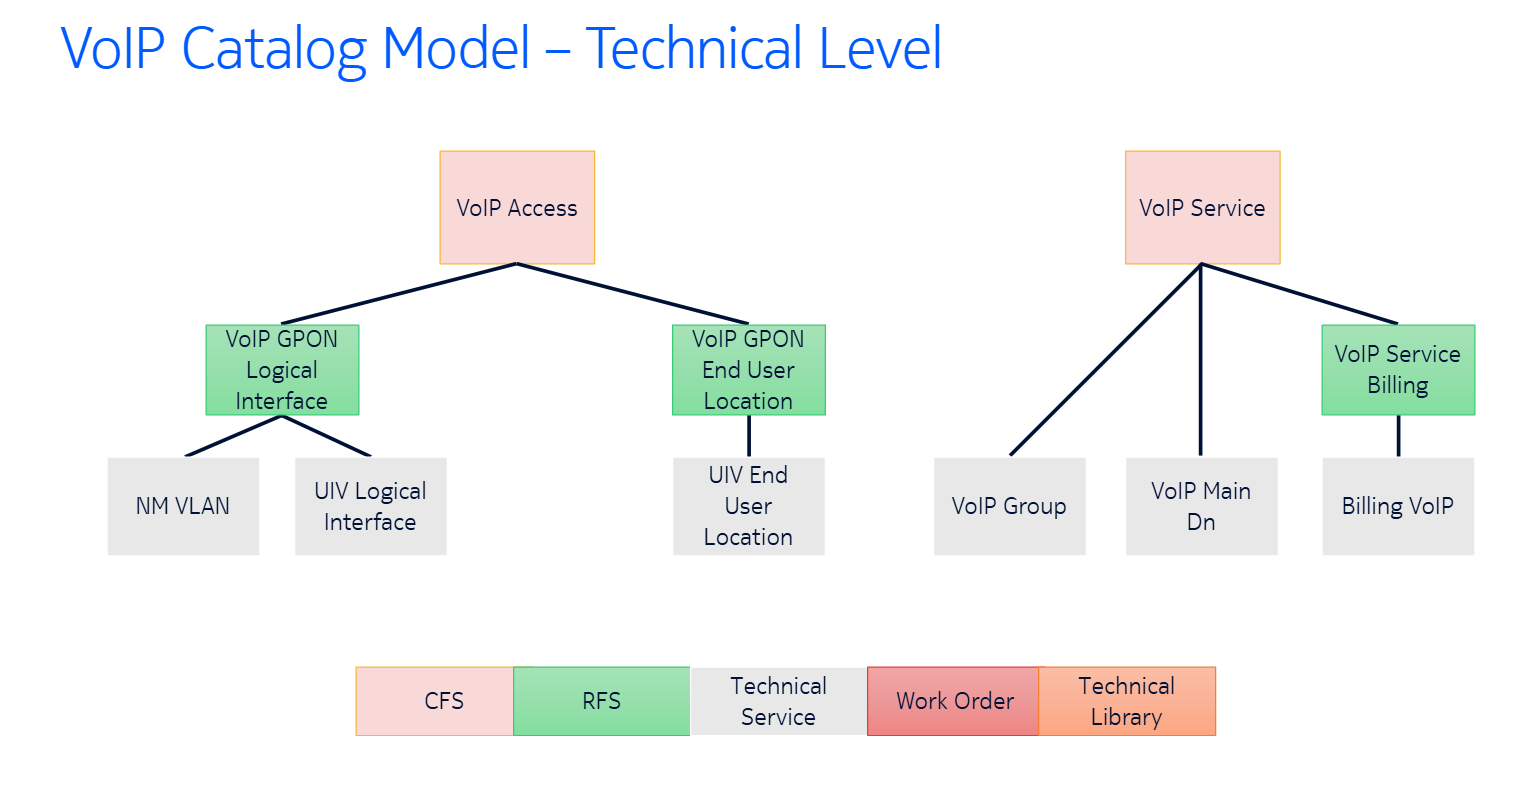 VoIP Catalog Model – Technical Level
VoIP Access
VoIP Service
VoIP GPON
Logical
Interface
VoIP GPON
End User
Location
VoIP Service
Billing
NM VLAN
UIV Logical
Interface
UIV End
User
Location
VoIP Group
VoIP Main
Dn
Billing VoIP
CFS
RFS
Technical
Service
Work Order
Technical
Library